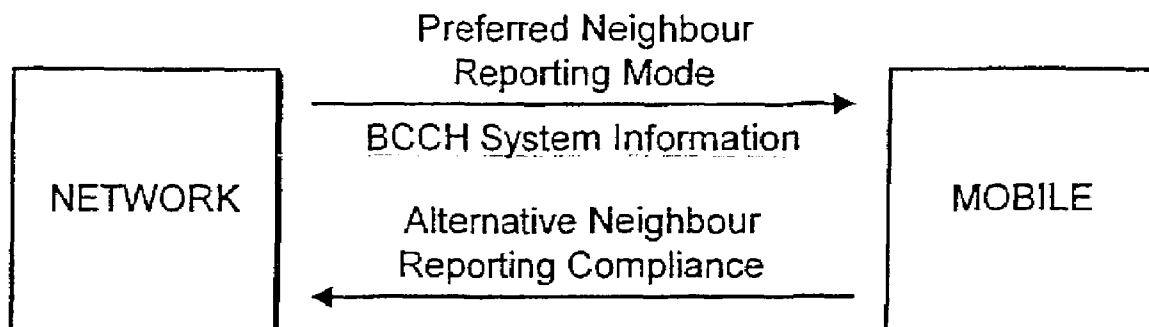 Preferred Neighbour
Reporting Mode
BCCH System Information
NETWORK
MOBILE
Alternative Neighbour
Reporting Compliance